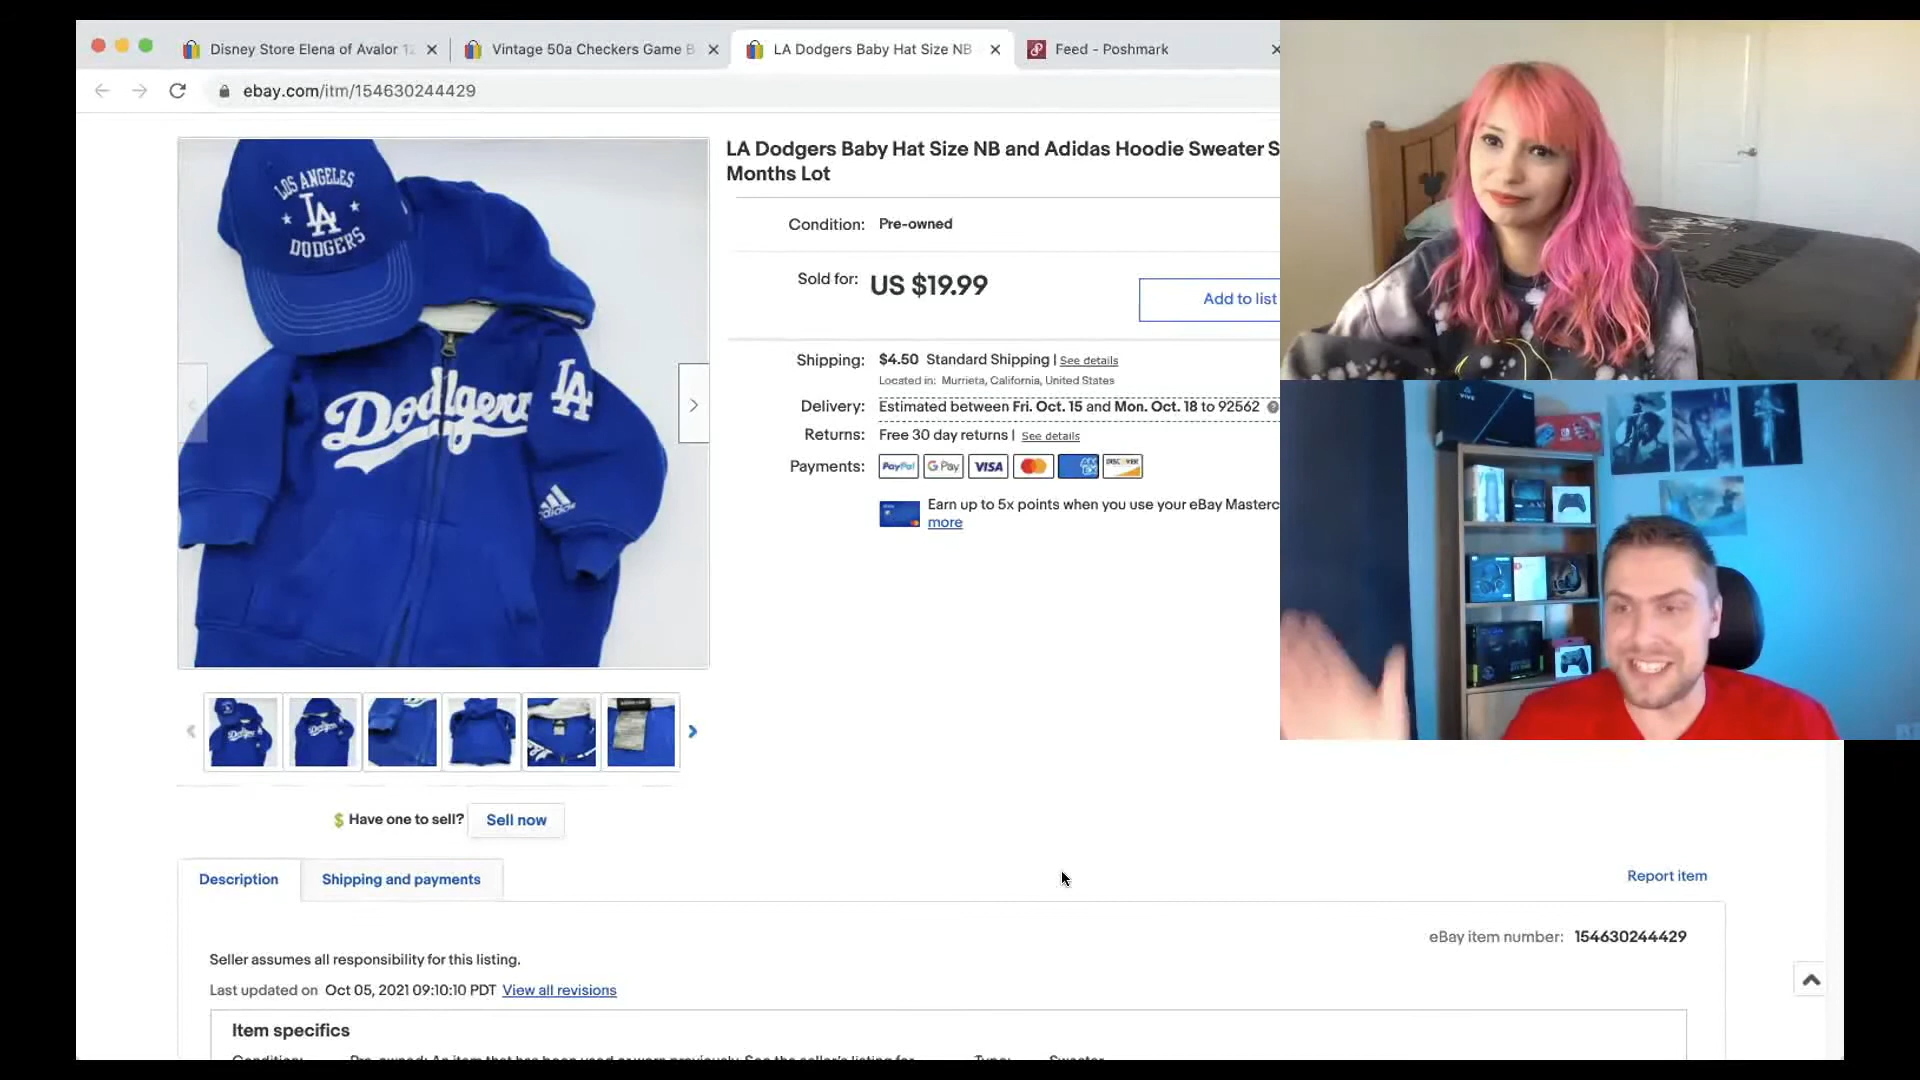 Disney Store Elena of Avalor 12
Vintage 50a Checkers Game B
LA Dodgers Baby Hat Size NB
Feed - Poshmark
ebay.com/itm/154630244429
LA Dodgers Baby Hat Size NB and Adidas Hoodie Sweater S
Months Lot
Condition: Pre-owned
Sold for: US $19.99
Add to list
Shipping: $4.50 Standard Shipping | See details
Located in: Murrieta, California, United States
Delivery: Estimated between Fri. Oct. 15 and Mon. Oct. 18 to 92562
Returns: Free 30 day returns | See details
Payments: PayPal G Pay VISA DISCOVER
Earn up to 5x points when you use your eBay Masterc
more
LOS ANGELES
LA
DODGERS
Dodgers
LA
adidas
Have one to sell? Sell now
Description
Shipping and payments
Report item
eBay item number: 154630244429
Seller assumes all responsibility for this listing.
Last updated on Oct 05, 2021 09:10:10 PDT View all revisions
Item specifics
VIVE